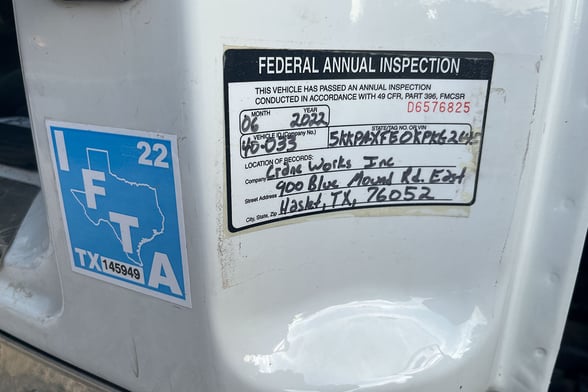 I 22
F
T
TX 145949 A
FEDERAL ANNUAL INSPECTION
THIS VEHICLE HAS PASSED AN ANNUAL INSPECTION
CONDUCTED IN ACCORDANCE WITH 49 CFR, PART 396, FMCSR
D6576825
MONTH YEAR
06 2022
VEHICLE ID (Company No.) STATE/TAG NO. OR VIN
40-033
LOCATION OF RECORDS:
Company Crane Works Inc
Street Address 900 Blue Mound Rd. East
City, State, Zip Haslet, TX, 76052